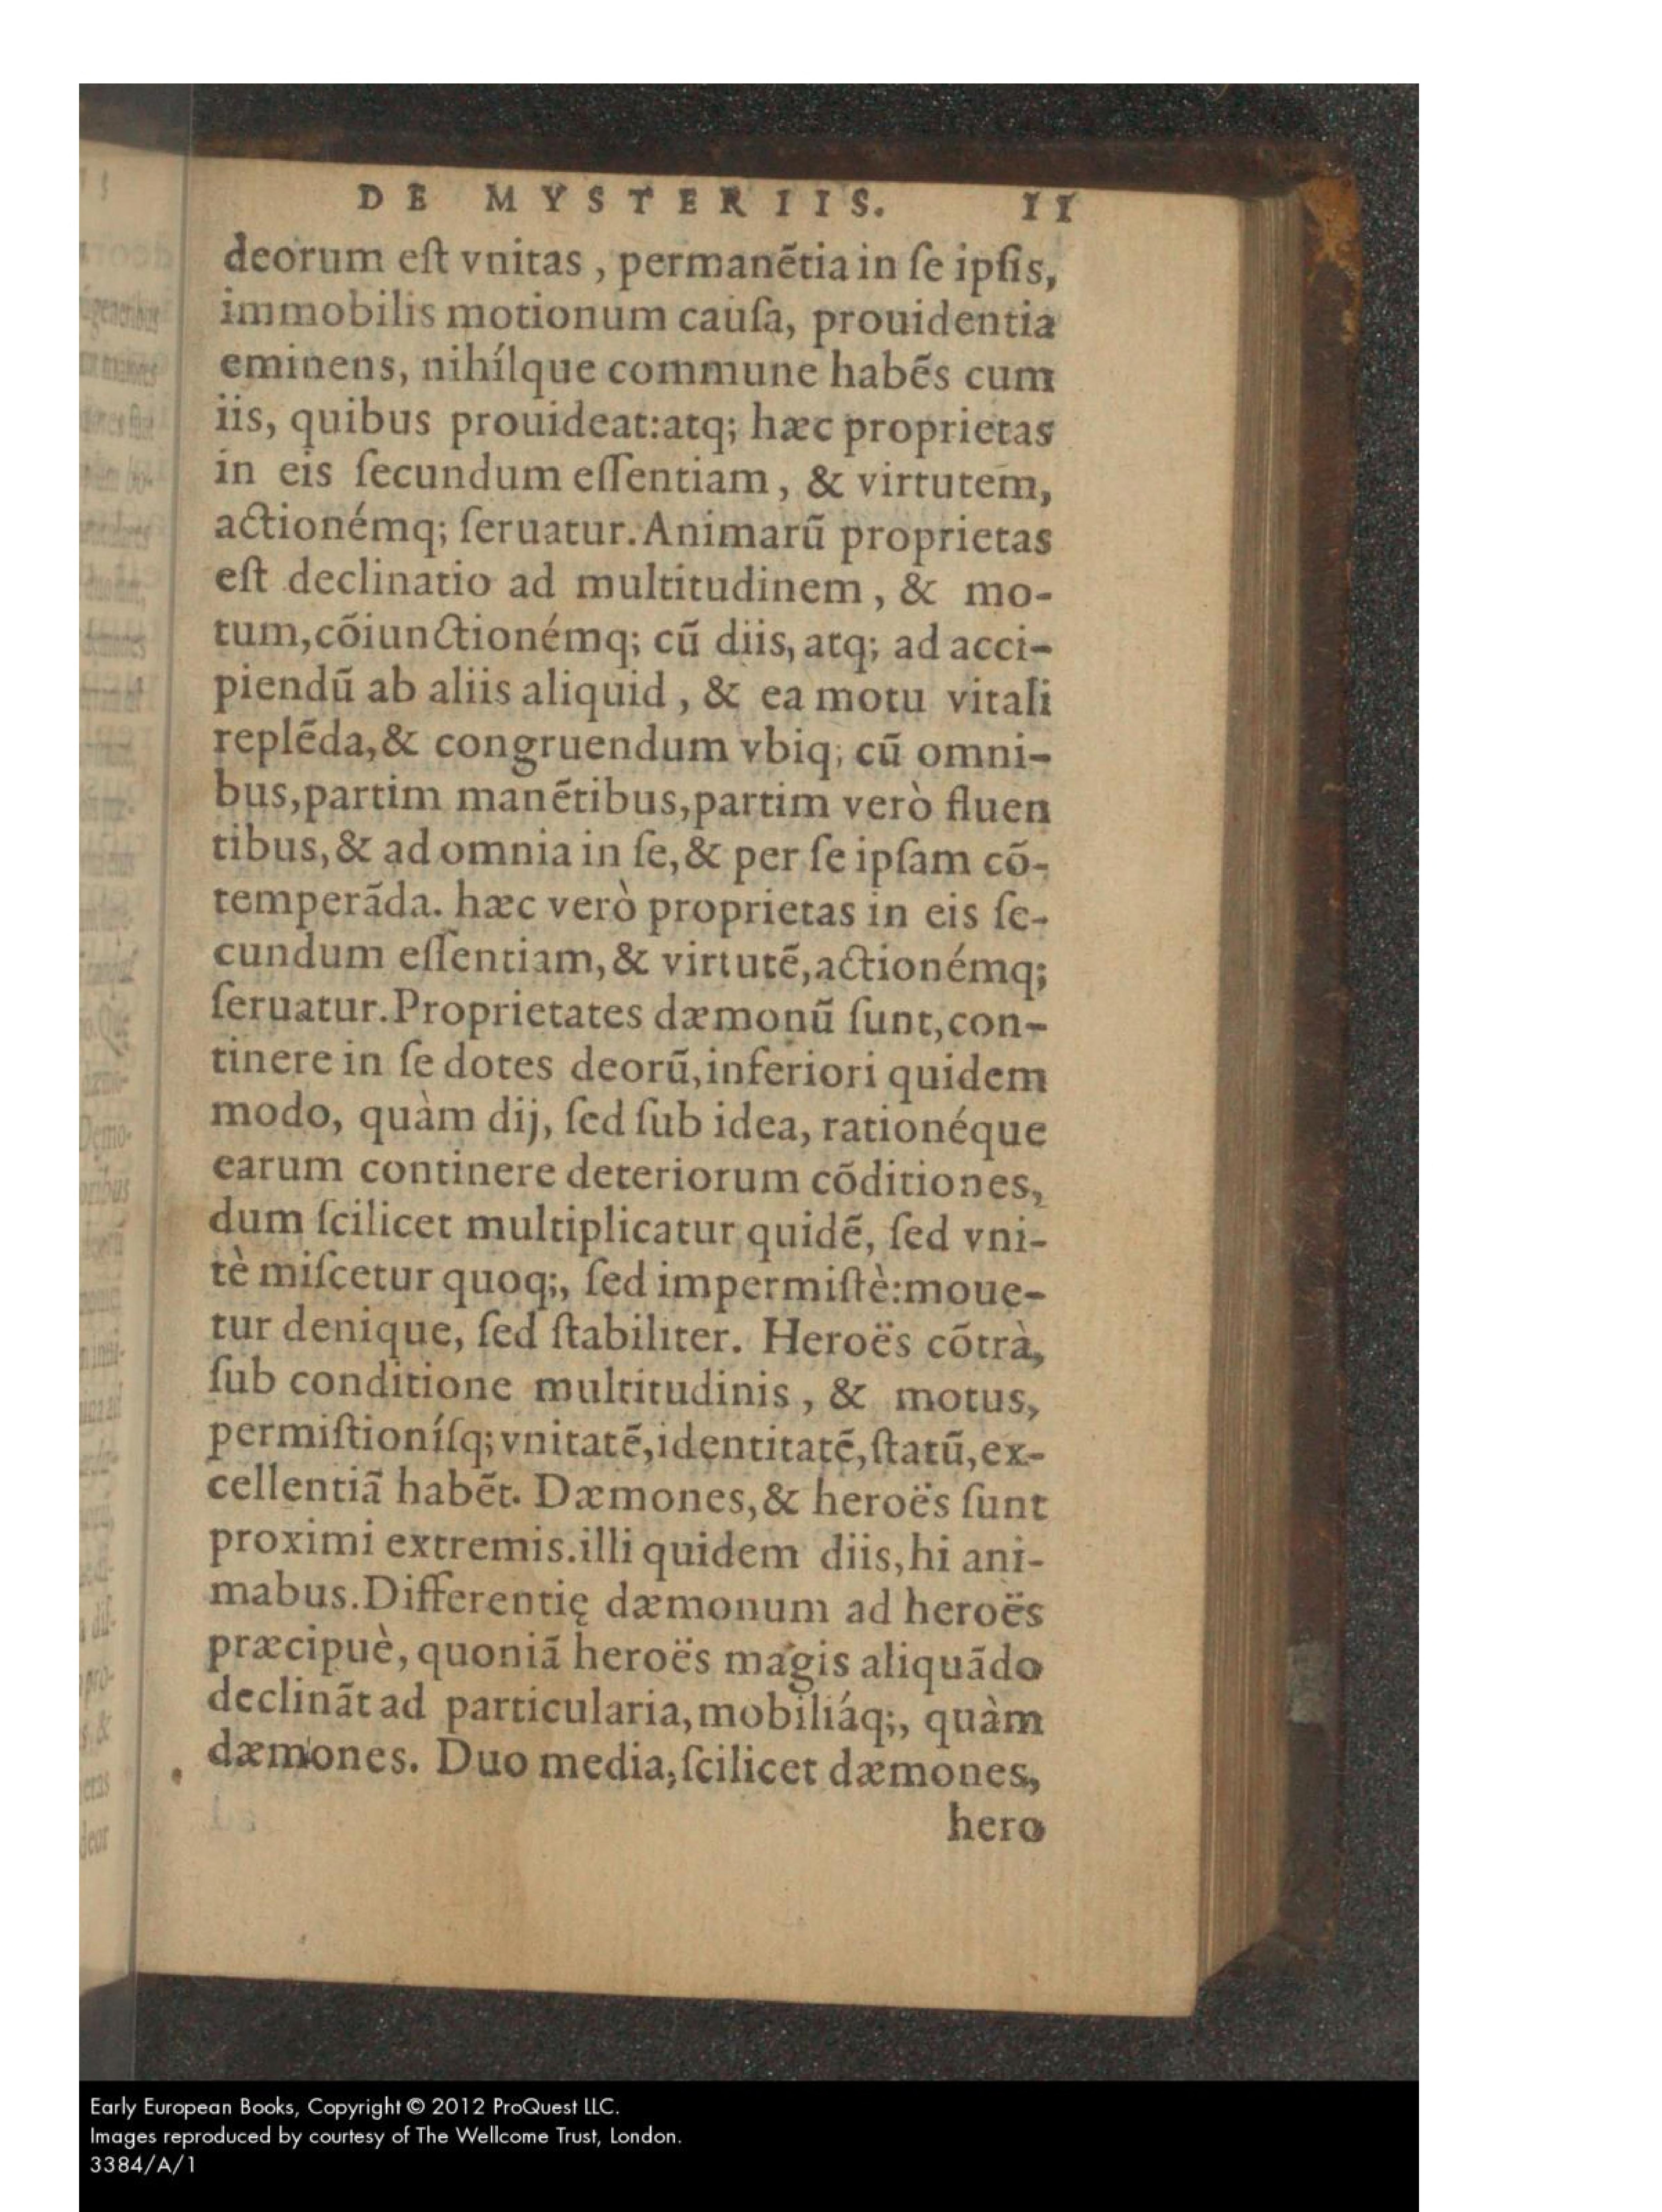 DE MYSTERIIS. 11
deorum eſt vnitas , permanẽtia in ſe ipſis,
immobilis motionum cauſa, prouidentia
eminens, nihílque commune habẽs cum
iis, quibus prouideat:atq; hæc proprietas
in eis ſecundum eſſentiam, & virtutem,
actionémq; ſeruatur. Animarũ proprietas
eſt declinatio ad multitudinem, & mo-
tum,cõiunctionémq; cũ diis, atq; ad acci-
piendũ ab aliis aliquid , & ea motu vitali
replẽda,& congruendum vbiq; cũ omni-
bus,partim manẽtibus,partim verò fluen
tibus,& ad omnia in ſe,& per ſe ipſam cõ-
temperãda. hæc verò proprietas in eis ſe-
cundum eſſentiam,& virtutẽ,actionémq;
ſeruatur.Proprietates dæmonũ ſunt,con-
tinere in ſe dotes deorũ,inferiori quidem
modo, quàm dij, ſed ſub idea, rationéque
earum continere deteriorum cõditiones,
dum ſcilicet multiplicatur quidẽ, ſed vni-
tè miſcetur quoq;, ſed impermiſtè:moue-
tur denique, ſed ſtabiliter. Heroës cõtrà,
ſub conditione multitudinis , & motus,
permiſtioníſq; vnitatẽ,identitatẽ,ſtatũ,ex-
cellentiã habẽt. Dæmones,& heroës ſunt
proximi extremis.illi quidem diis,hi ani-
mabus.Differentię dæmonum ad heroës
præcipuè, quoniã heroës magis aliquãdo
declinãt ad particularia,mobiliáq;, quàm
dæmones. Duo media,ſcilicet dæmones,
hero
Early European Books, Copyright © 2012 ProQuest LLC.
Images reproduced by courtesy of The Wellcome Trust, London.
3384/A/1